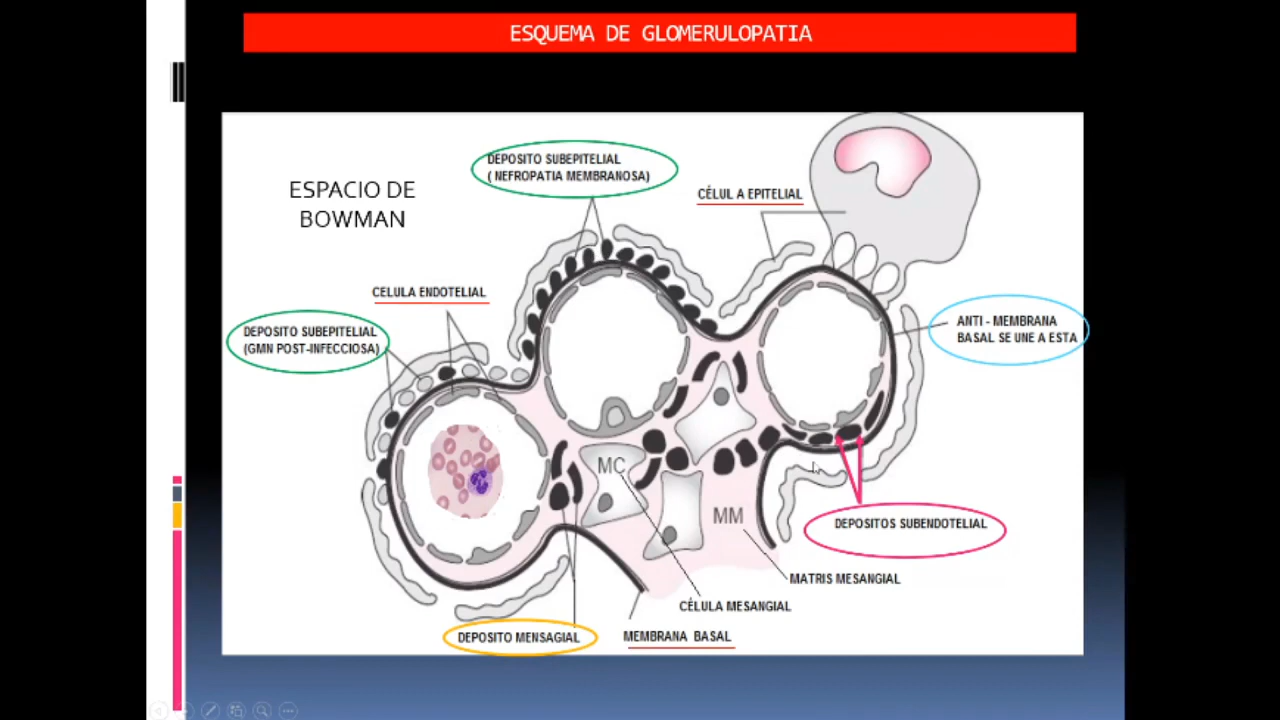 ESQUEMA DE GLOMERULOPATIA
DEPOSITO SUBEPITELIAL
( NEFROPATIA MEMBRANOSA)
ESPACIO DE
BOWMAN
CÉLUL A EPITELIAL
CELULA ENDOTELIAL
DEPOSITO SUBEPITELIAL
(GMN POST-INFECCIOSA)
ANTI - MEMBRANA
BASAL SE UNE A ESTA
MC
MM
DEPOSITOS SUBENDOTELIAL
MATRIS MESANGIAL
CÉLULA MESANGIAL
DEPOSITO MENSAGIAL
MEMBRANA BASAL